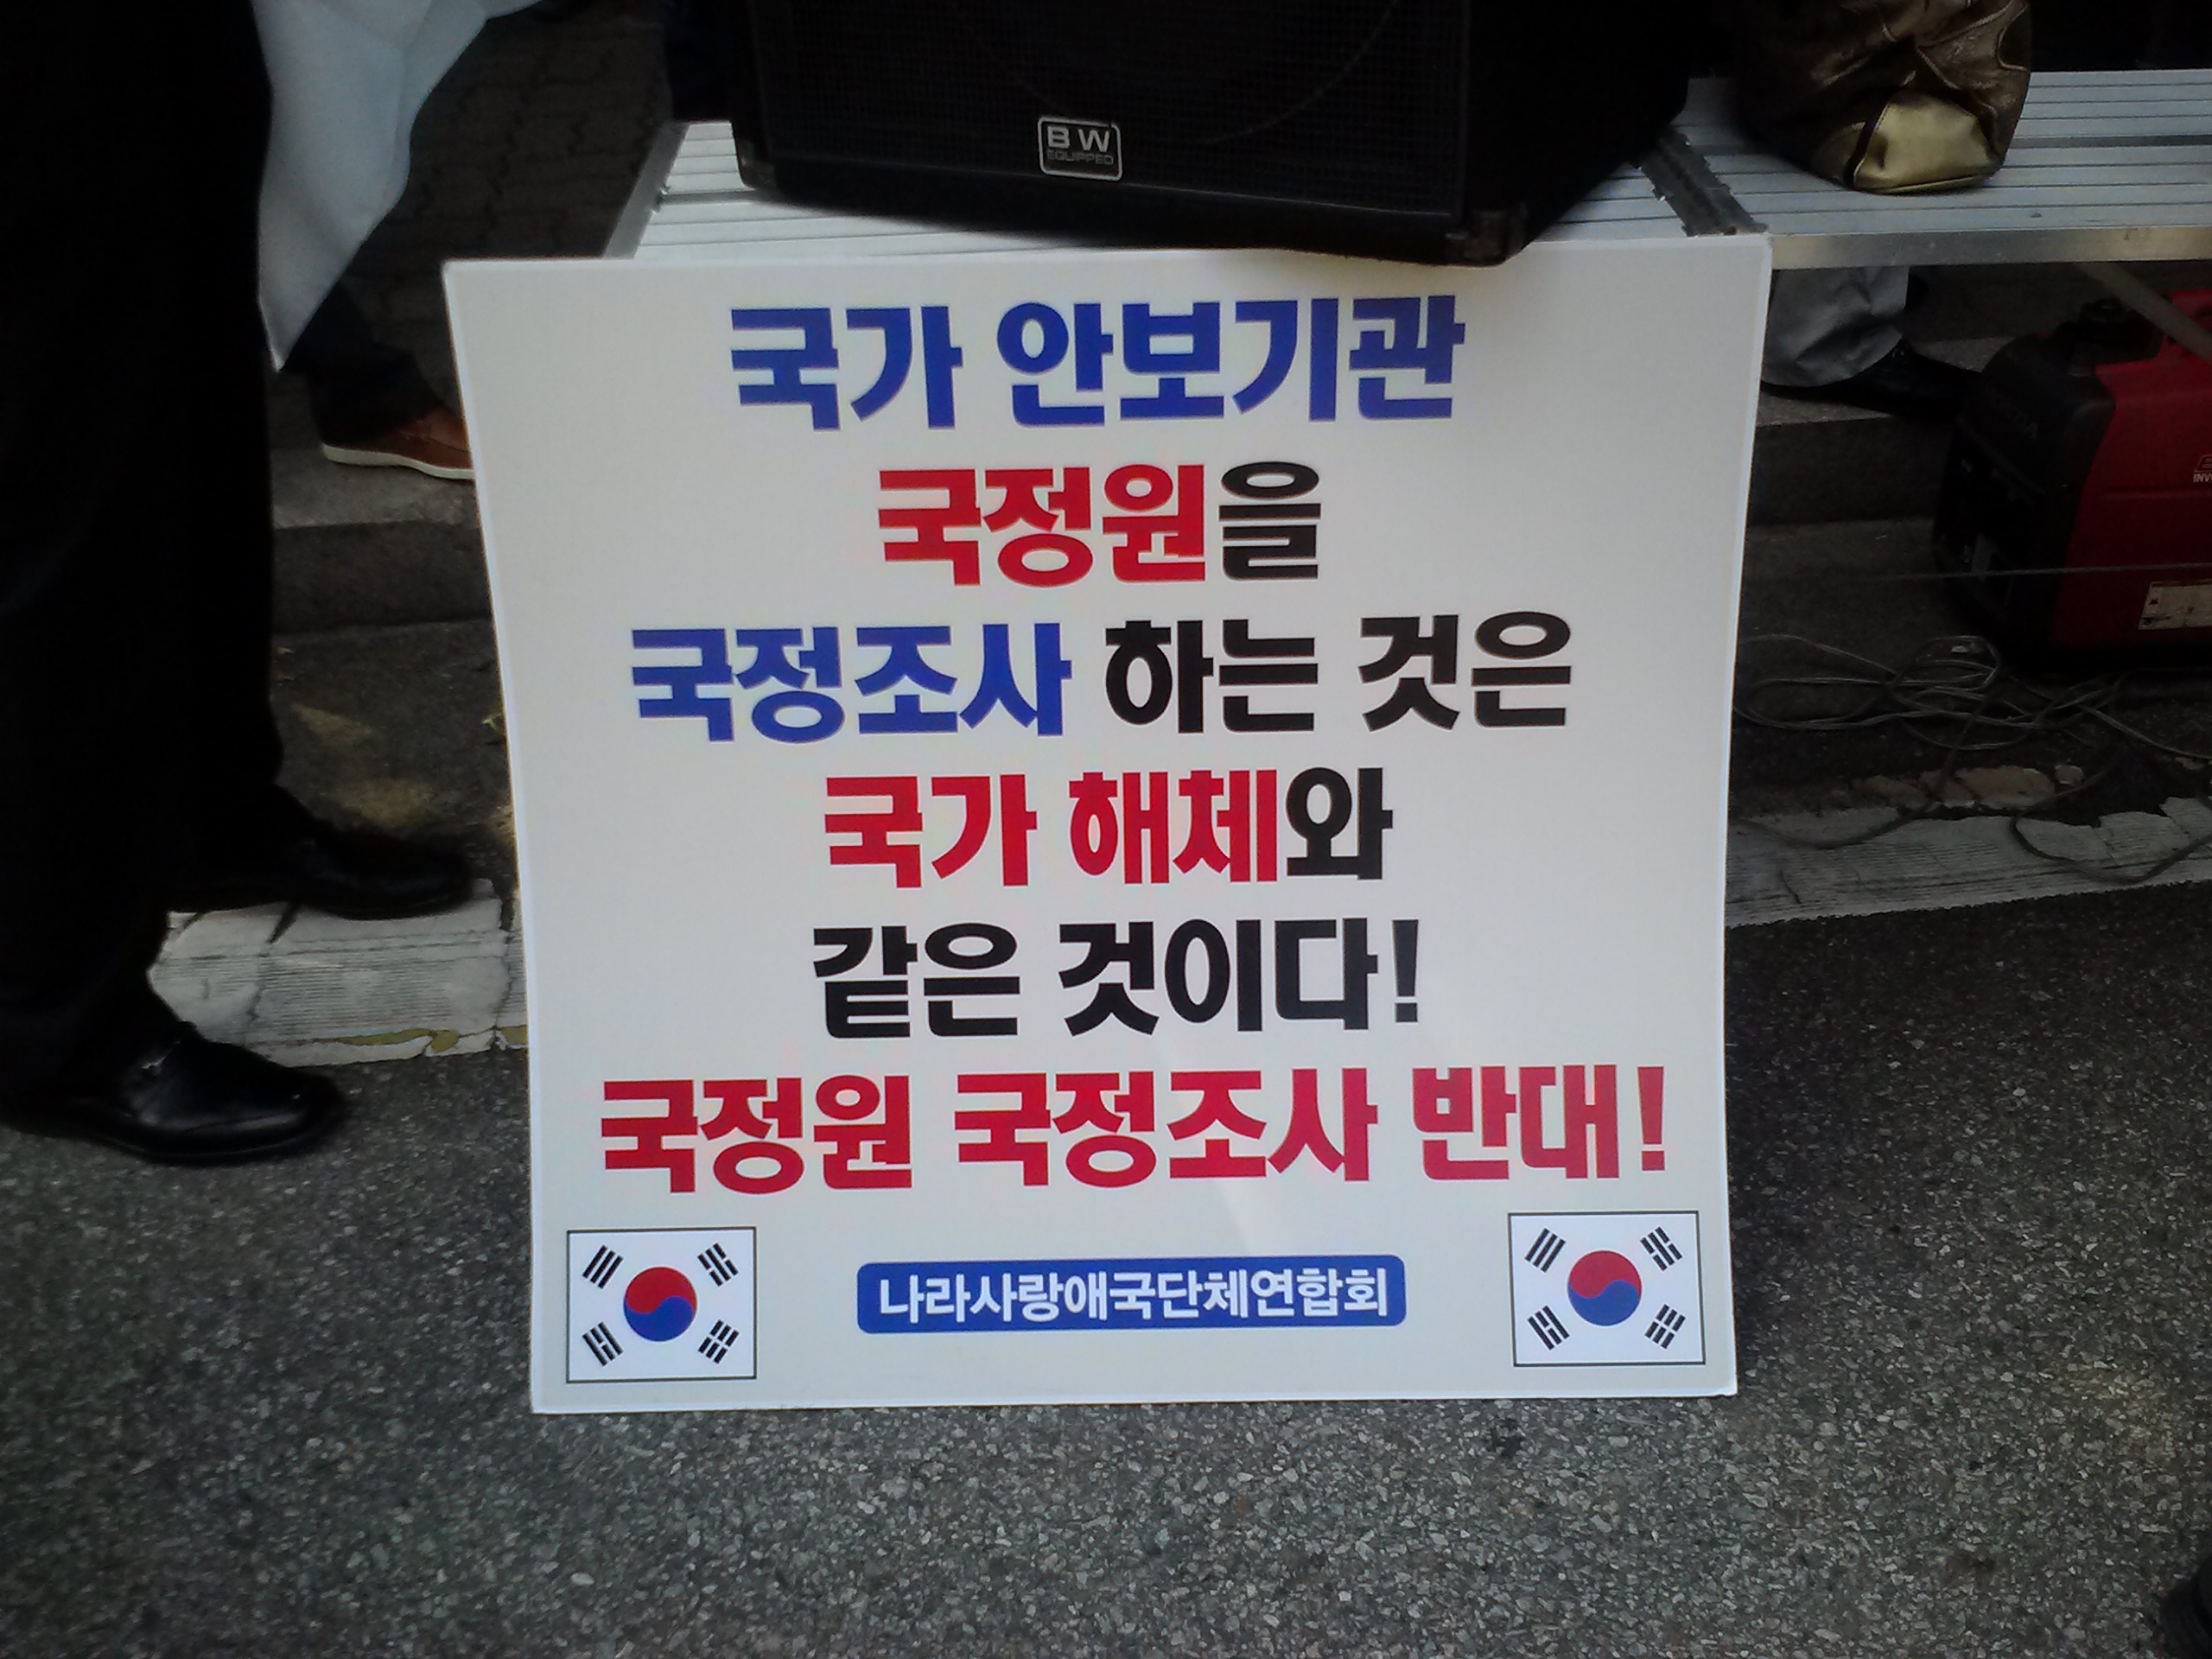 BW
EQUIPPED
국가 안보기관
국정원을
국정조사 하는 것은
국가 해체와
같은 것이다!
국정원 국정조사 반대!
나라사랑애국단체연합회